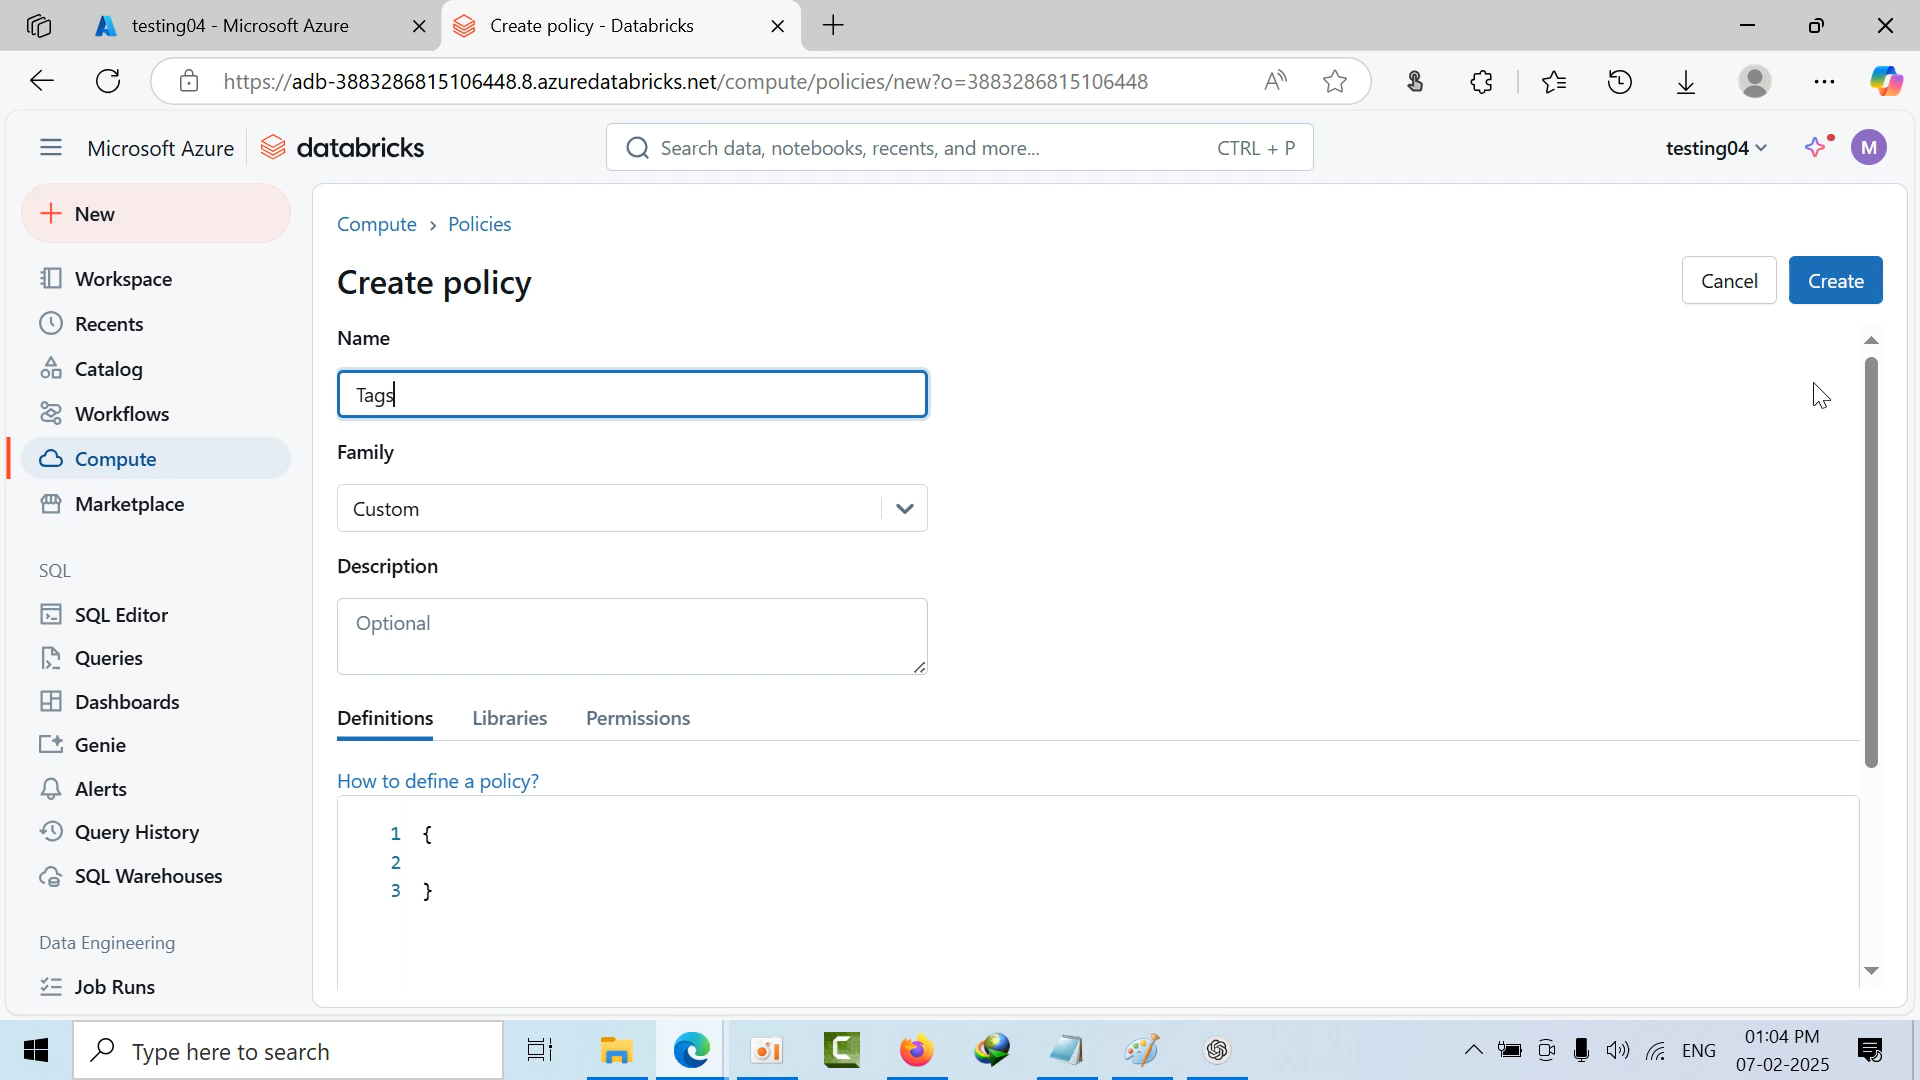 testing04 - Microsoft Azure
Create policy - Databricks
https://adb-3883286815106448.8.azuredatabricks.net/compute/policies/new?o=3883286815106448
Microsoft Azure
databricks
Search data, notebooks, recents, and more...
CTRL + P
testing04
M
New
Workspace
Recents
Catalog
Workflows
Compute
Marketplace
SQL
SQL Editor
Queries
Dashboards
Genie
Alerts
Query History
SQL Warehouses
Data Engineering
Job Runs
Compute > Policies
Create policy
Cancel
Create
Name
Tags
Family
Custom
Description
Optional
Definitions
Libraries
Permissions
How to define a policy?
1 {
2
3 }
Type here to search
ENG
01:04 PM
07-02-2025